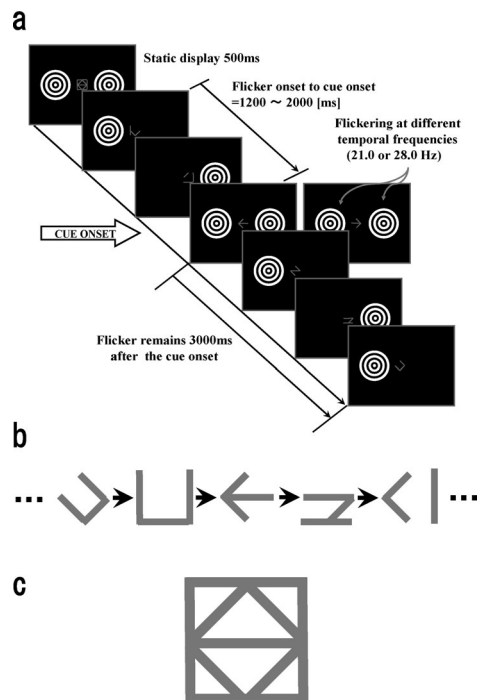 a
Static display 500ms
Flicker onset to cue onset
=1200 ～ 2000 [ms]
Flickering at different
temporal frequencies
(21.0 or 28.0 Hz)
CUE ONSET
Flicker remains 3000ms
after the cue onset
b
c